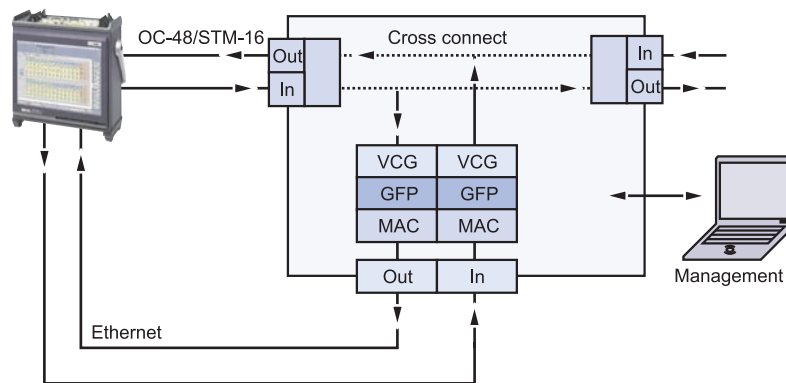 OC-48/STM-16
Out
Cross connect
In
In
Out
VCG VCG
GFP GFP
MAC MAC
Out In
Management
Ethernet